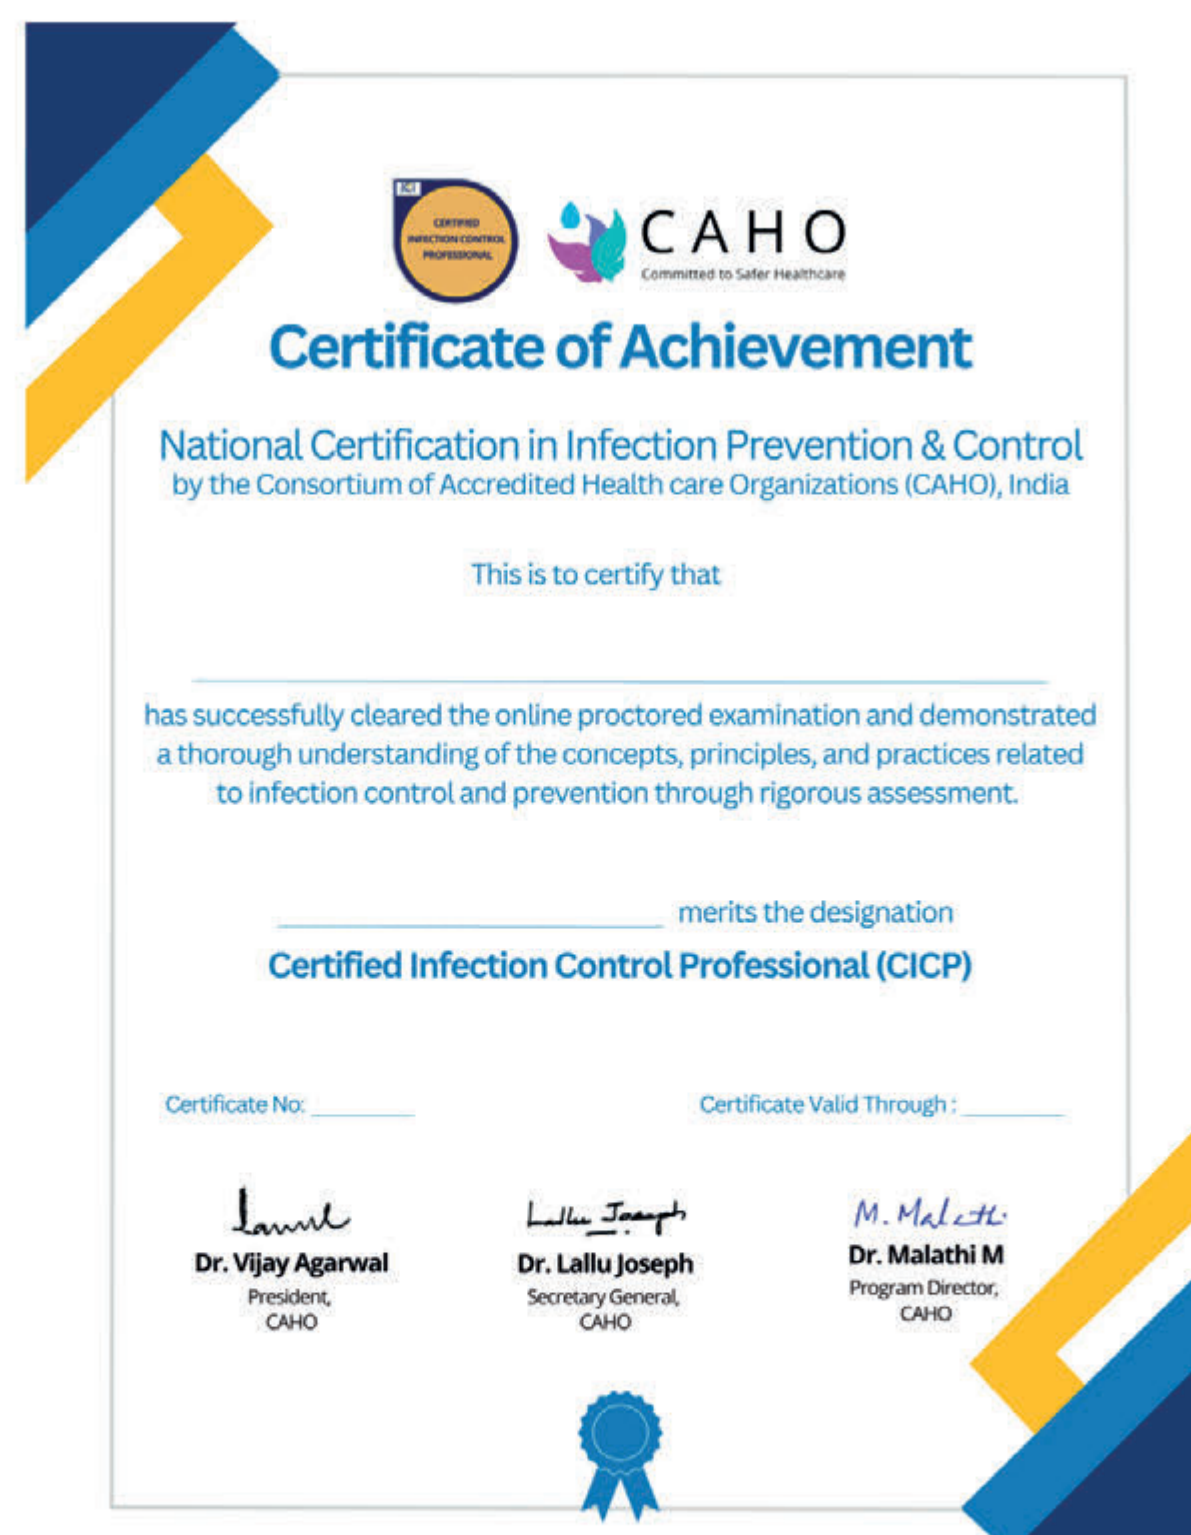 ICI
CERTIFIED
INFECTION CONTROL
PROFESSIONAL
CAHO
Committed to Safer Healthcare
Certificate of Achievement
National Certification in Infection Prevention & Control
by the Consortium of Accredited Health care Organizations (CAHO), India
This is to certify that
has successfully cleared the online proctored examination and demonstrated
a thorough understanding of the concepts, principles, and practices related
to infection control and prevention through rigorous assessment.
merits the designation
Certified Infection Control Professional (CICP)
Certificate No:
Certificate Valid Through :
Lallu Joseph
M. Malathi
Dr. Vijay Agarwal
President,
CAHO
Dr. Lallu Joseph
Secretary General,
CAHO
Dr. Malathi M
Program Director,
CAHO